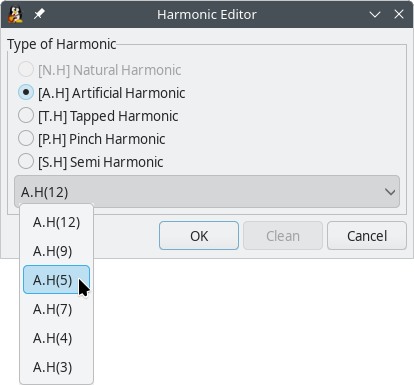 Harmonic Editor
Type of Harmonic
[N.H] Natural Harmonic
[A.H] Artificial Harmonic
[T.H] Tapped Harmonic
[P.H] Pinch Harmonic
[S.H] Semi Harmonic
A.H(12)
OK Clean Cancel
A.H(12)
A.H(9)
A.H(5)
A.H(7)
A.H(4)
A.H(3)